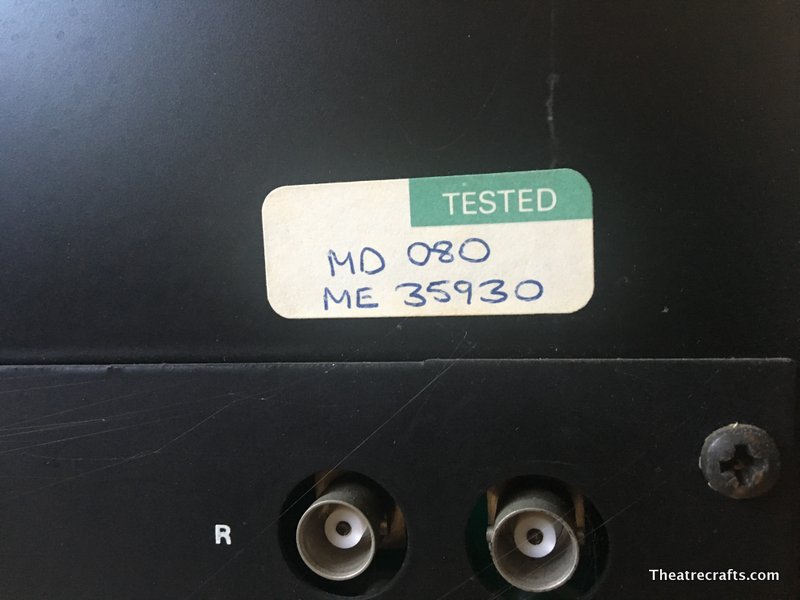 TESTED
MD 080
ME 35930
R
Theatrecrafts.com